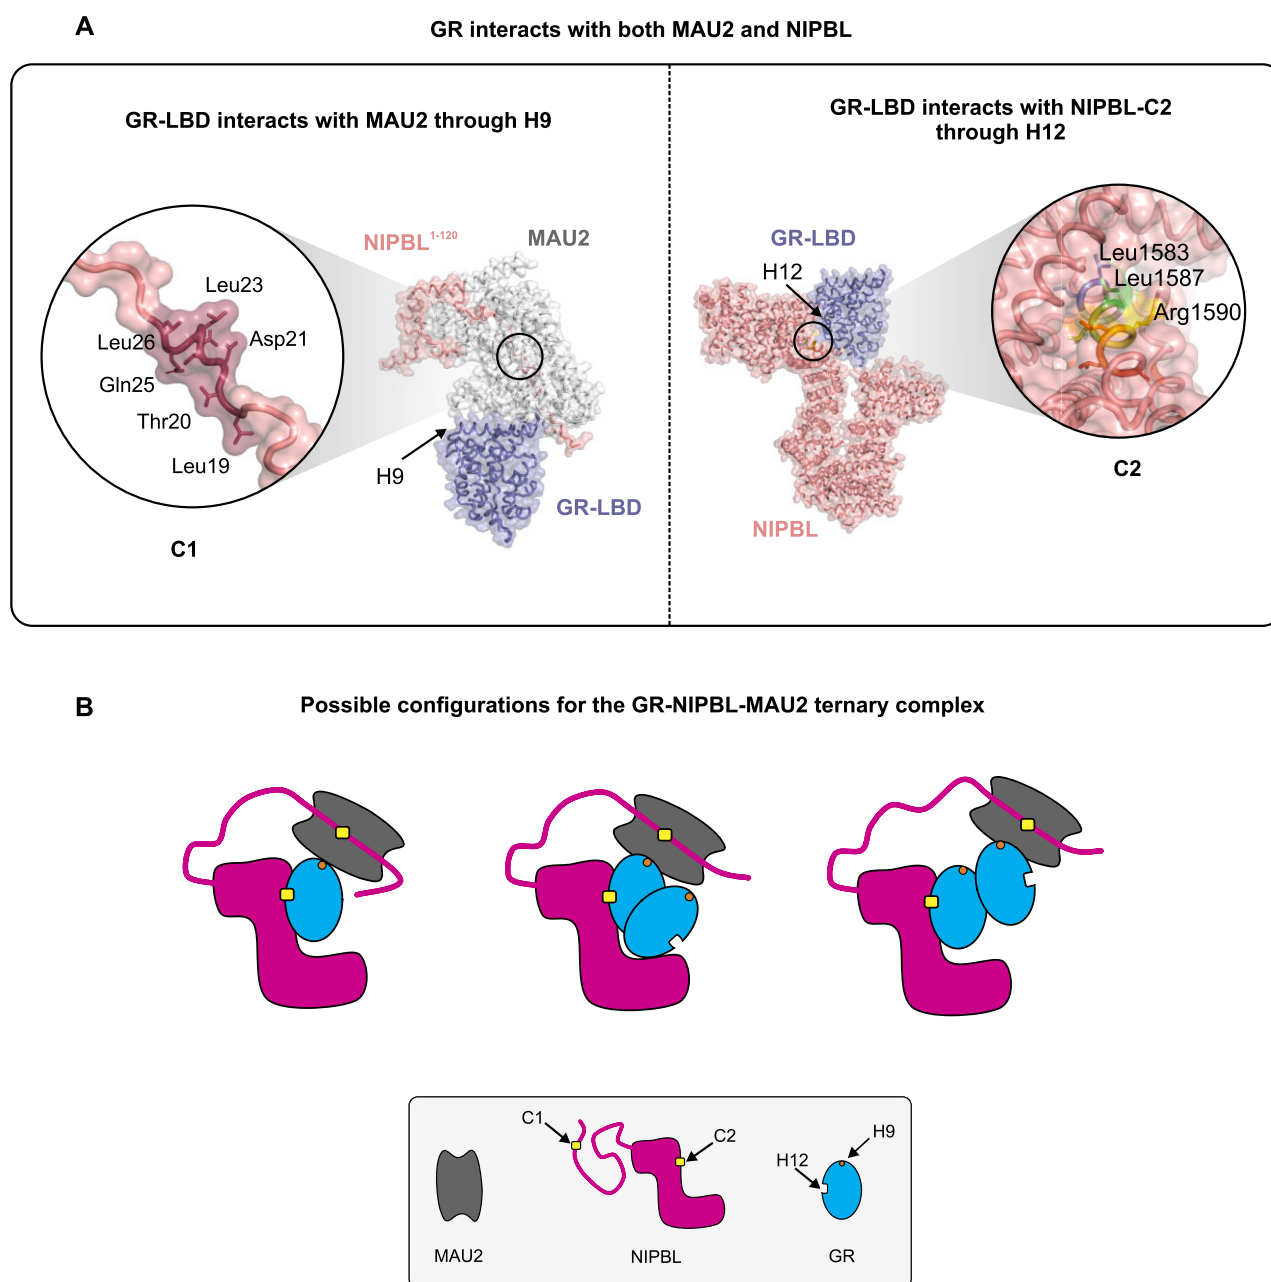 A
GR interacts with both MAU2 and NIPBL
GR-LBD interacts with MAU2 through H9
NIPBL1-120
MAU2
Leu23
Leu26
Asp21
Gln25
Thr20
Leu19
H9
GR-LBD
C1
GR-LBD interacts with NIPBL-C2
through H12
GR-LBD
H12
Leu1583
Leu1587
Arg1590
C2
NIPBL
B
Possible configurations for the GR-NIPBL-MAU2 ternary complex
C1
C2
H9
H12
MAU2
NIPBL
GR